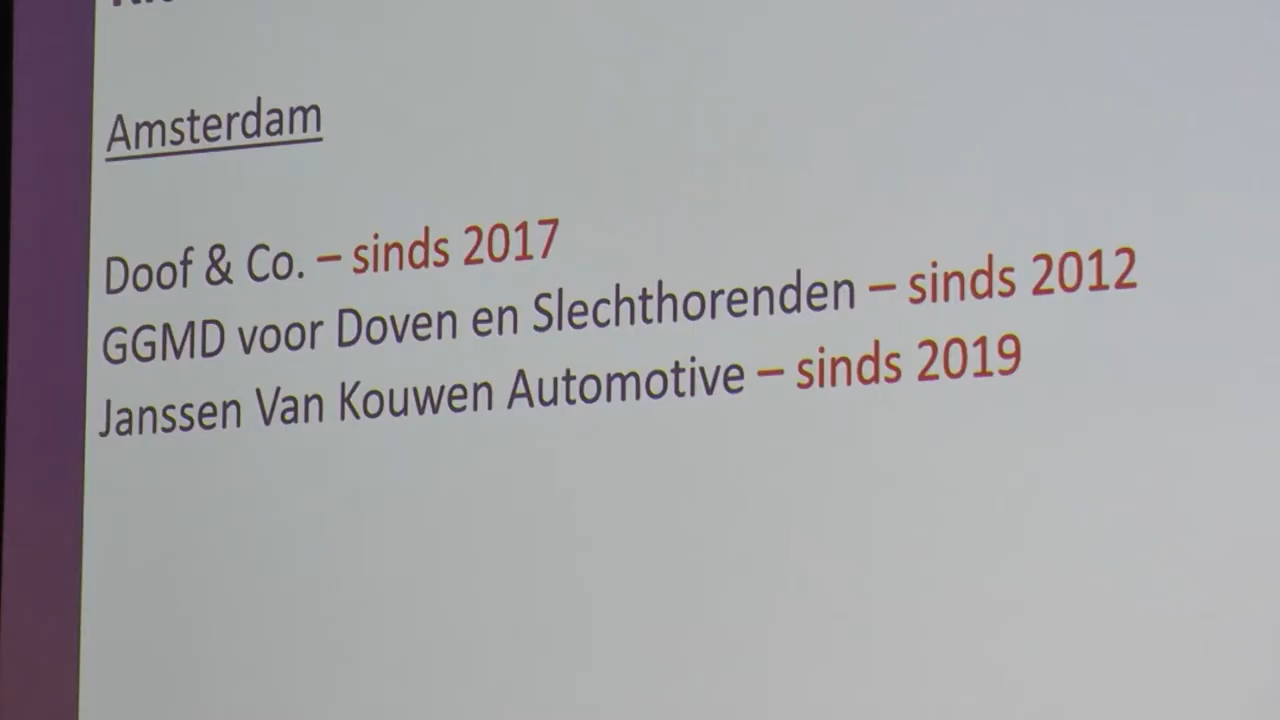 Amsterdam
Doof & Co. – sinds 2017
GGMD voor Doven en Slechthorenden – sinds 2012
Janssen Van Kouwen Automotive – sinds 2019